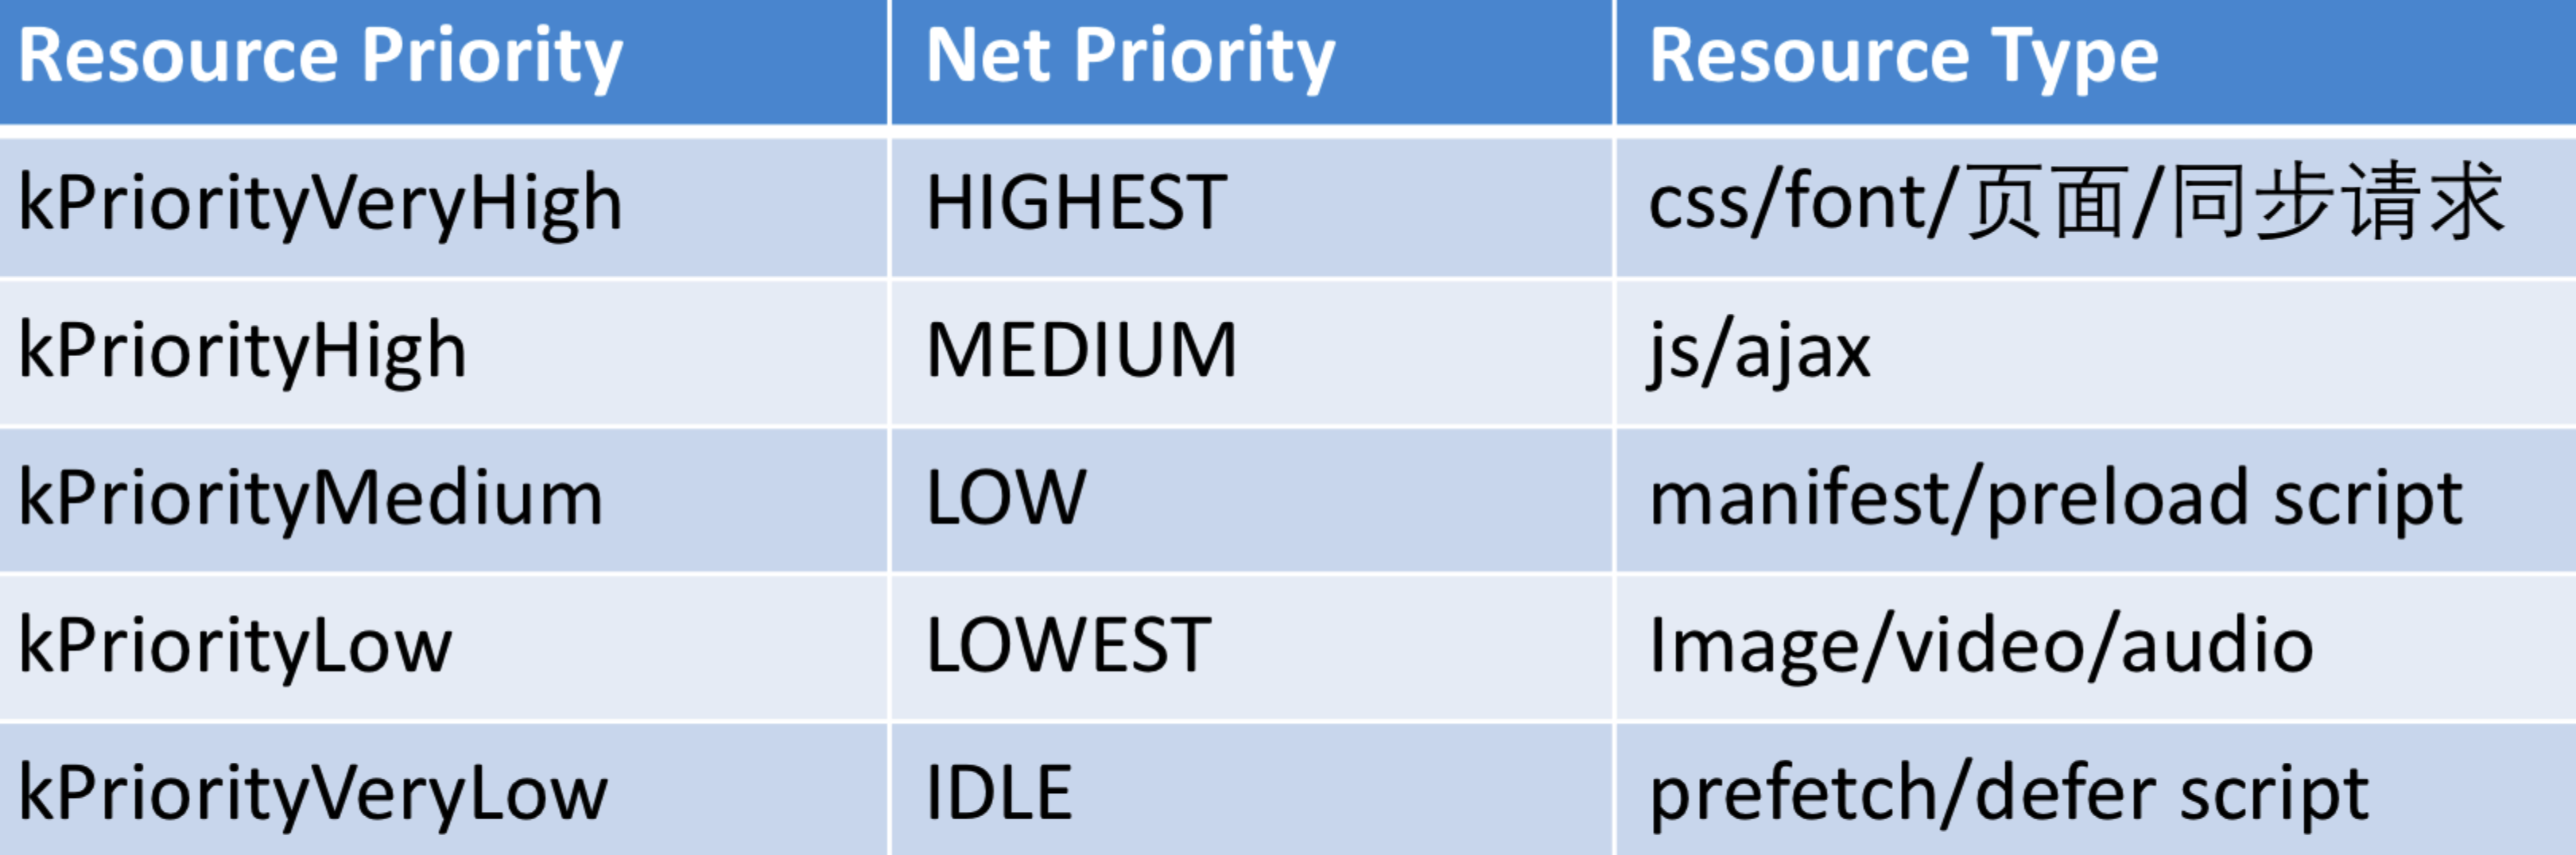 Resource Priority Net Priority Resource Type
kPriorityVeryHigh HIGHEST css/font/页面/同步请求
kPriorityHigh MEDIUM js/ajax
kPriorityMedium LOW manifest/preload script
kPriorityLow LOWEST Image/video/audio
kPriorityVeryLow IDLE prefetch/defer script